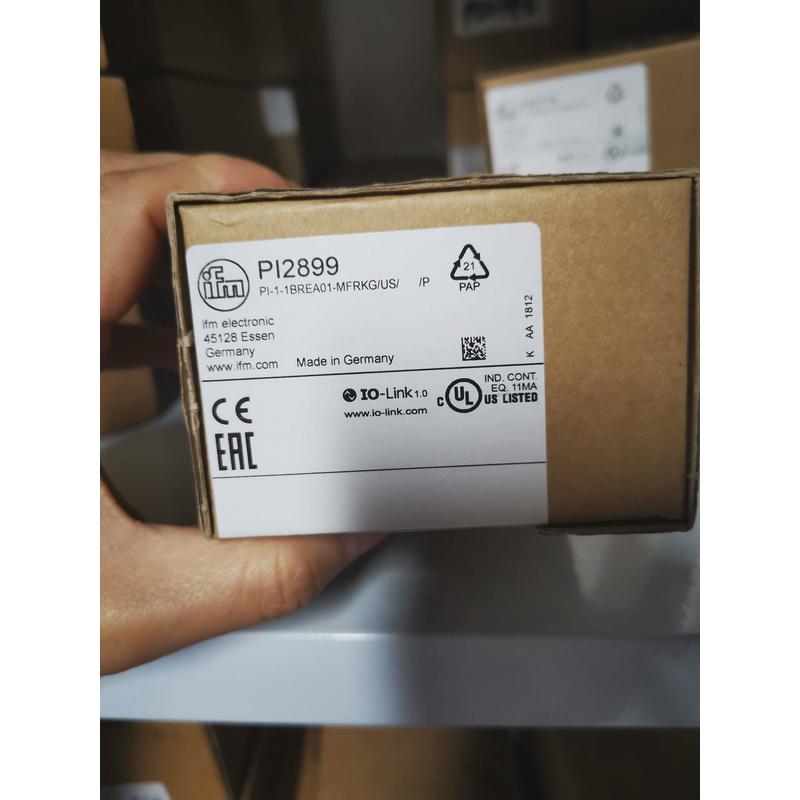 ifm
PI2899
PI-1-1BREA01-MFRKG/US/ /P
21
PAP
ifm electronic
45128 Essen
Germany
www.ifm.com
Made in Germany
K AA 1812
CE
EAC
IO-Link 1.0
www.io-link.com
C UL US LISTED
IND. CONT.
EQ. 11MA